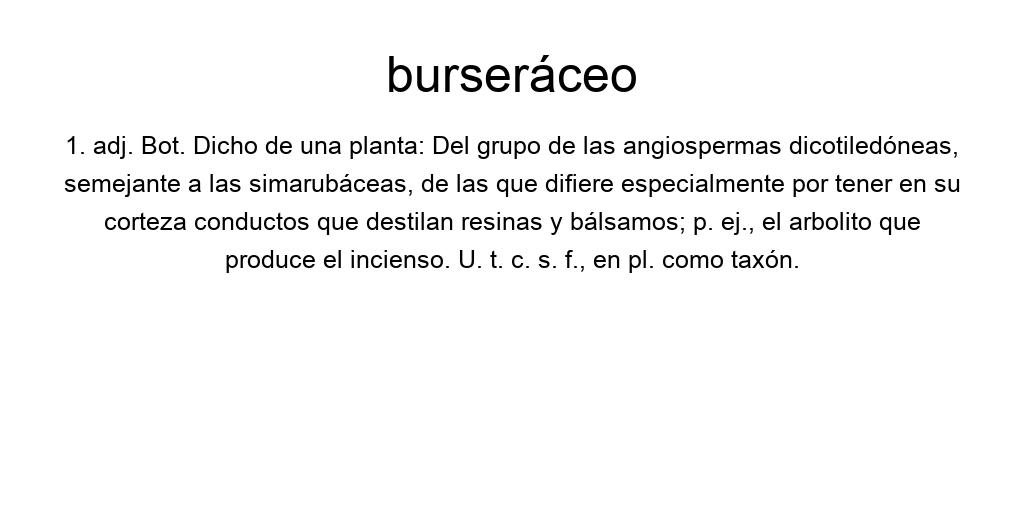 burseráceo
1. adj. Bot. Dicho de una planta: Del grupo de las angiospermas dicotiledóneas,
semejante a las simarubáceas, de las que difiere especialmente por tener en su
corteza conductos que destilan resinas y bálsamos; p. ej., el arbolito que
produce el incienso. U. t. c. s. f., en pl. como taxón.